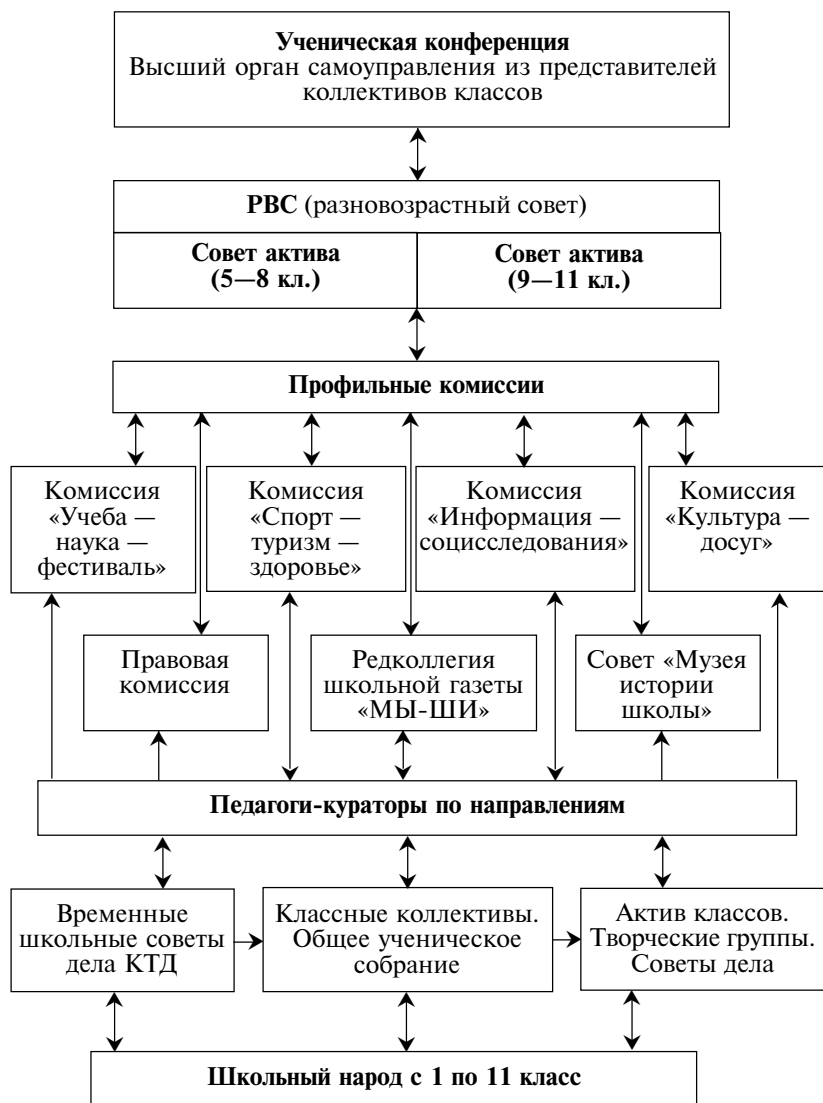 Ученическая конференция
Высший орган самоуправления из представителей
коллективов классов
РВС (разновозрастный совет)
Совет актива
(5—8 кл.)
Совет актива
(9—11 кл.)
Профильные комиссии
Комиссия
«Учеба —
наука —
фестиваль»
Комиссия
«Спорт —
туризм —
здоровье»
Комиссия
«Информация —
социсследования»
Комиссия
«Культура —
досуг»
Правовая
комиссия
Редколлегия
школьной газеты
«МЫ-ШИ»
Совет «Музея
истории
школы»
Педагоги-кураторы по направлениям
Временные
школьные советы
дела КТД
Классные коллективы.
Общее ученическое
собрание
Актив классов.
Творческие группы.
Советы дела
Школьный народ с 1 по 11 класс